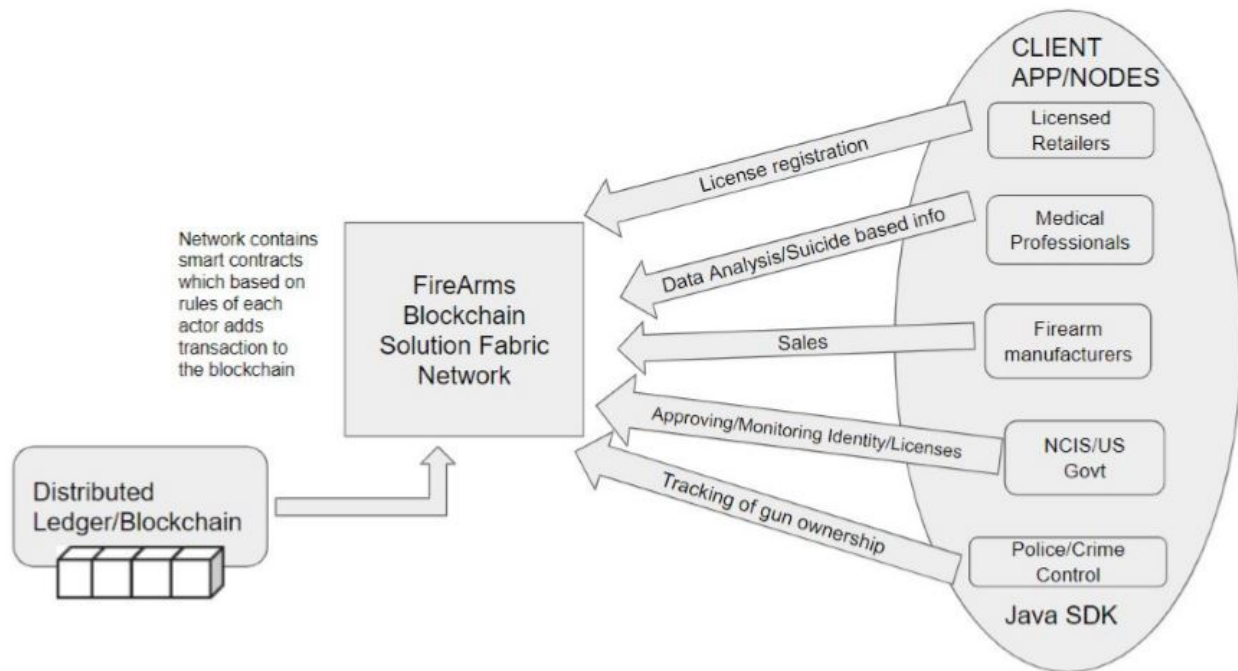 CLIENT
APP/NODES
Licensed
Retailers
License registration
Medical
Professionals
Data Analysis/Suicide based info
Network contains
smart contracts
which based on
rules of each
actor adds
transaction to
the blockchain
FireArms
Blockchain
Solution Fabric
Network
Sales
Firearm
manufacturers
Approving/Monitoring Identity/Licenses
NCIS/US
Govt
Tracking of gun ownership
Distributed
Ledger/Blockchain
Police/Crime
Control
Java SDK